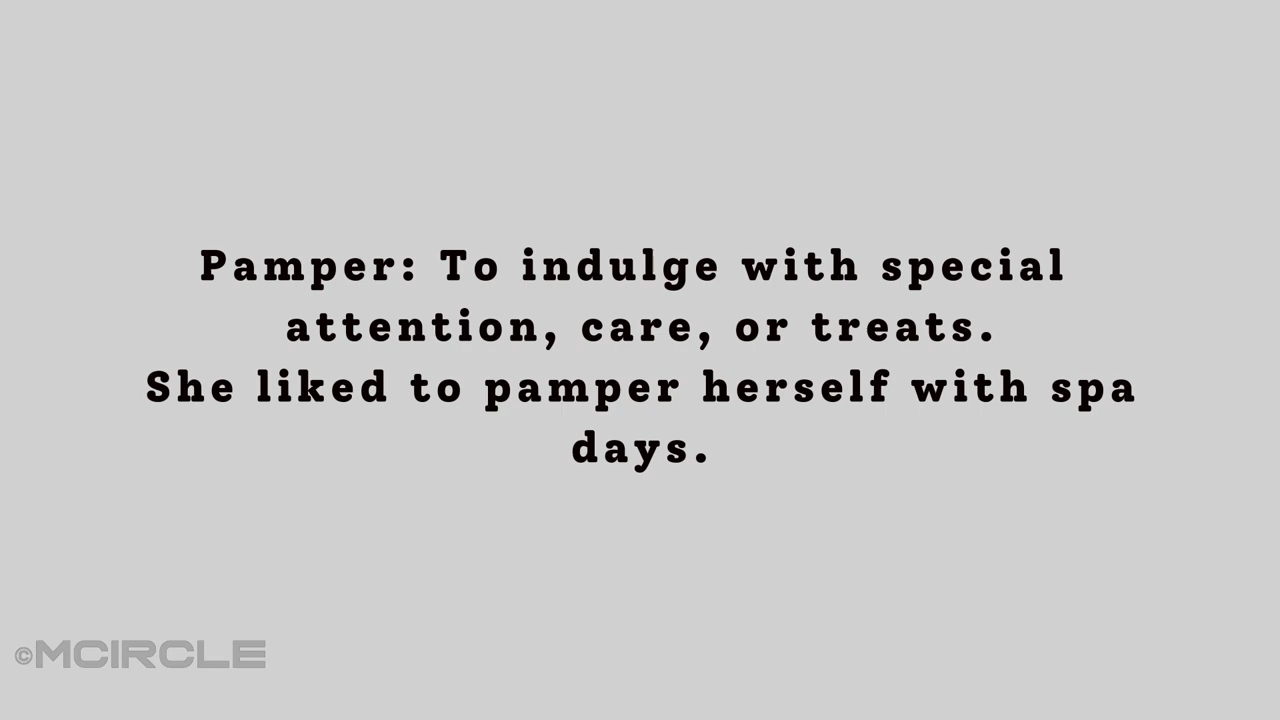 Pamper: To indulge with special
attention, care, or treats.
She liked to pamper herself with spa
days.
©MCIRCLE